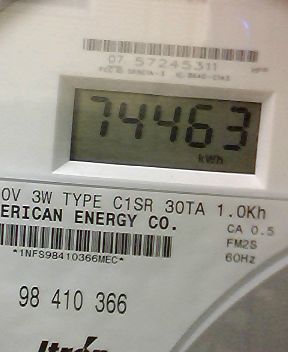 07 57245311
74463
kWh
0V 3W TYPE C1SR 30TA 1.0Kh
ERICAN ENERGY CO.
CA 0.5
FM2S
60Hz
*1NFS98410366MEC*
98 410 366
Itron